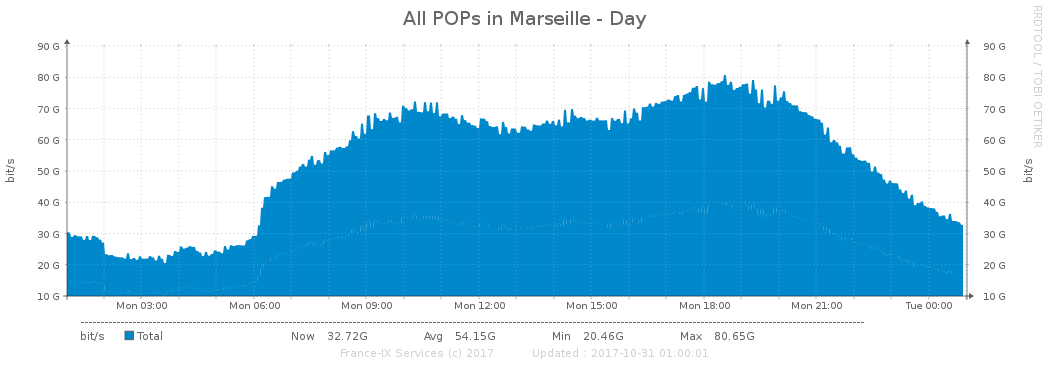 All POPs in Marseille - Day
RRDTOOL / TOBI OETIKER
bit/s
90 G 90 G
80 G 80 G
70 G 70 G
60 G 60 G
50 G 50 G
40 G 40 G
30 G 30 G
20 G 20 G
10 G 10 G
bit/s
Mon 03:00 Mon 06:00 Mon 09:00 Mon 12:00 Mon 15:00 Mon 18:00 Mon 21:00 Tue 00:00
bit/s Total Now 32.72G Avg 54.15G Min 20.46G Max 80.65G
France-IX Services (c) 2017 Updated : 2017-10-31 01:00:01